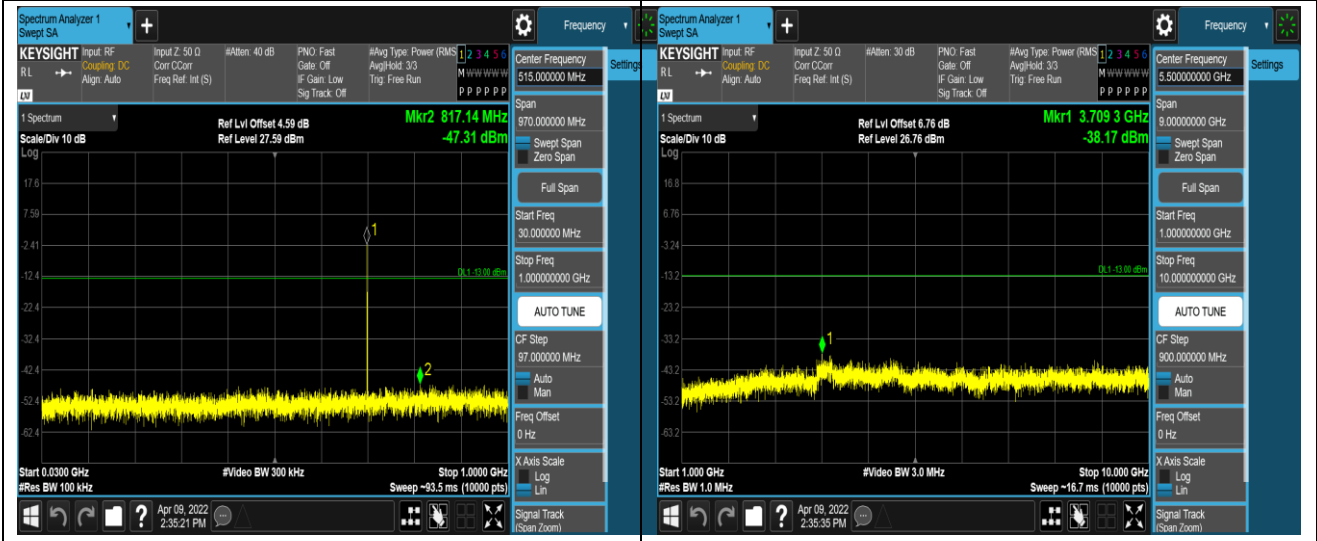 Spectrum Analyzer 1
Swept SA
Frequency
KEYSIGHT
RL
LXI
Input: RF
Coupling: DC
Align: Auto
Input Z: 50 Ω
Corr CCorr
Freq Ref: Int (S)
#Atten: 40 dB
PNO: Fast
Gate: Off
IF Gain: Low
Sig Track: Off
#Avg Type: Power (RMS
Avg|Hold: 3/3
Trig: Free Run
1 2 3 4 5 6
M W W W W W
P P P P P P
1 Spectrum
Scale/Div 10 dB
Log
Ref Lvl Offset 4.59 dB
Ref Level 27.59 dBm
Mkr2 817.14 MHz
-47.31 dBm
17.6
7.59
-2.41
-12.4
-22.4
-32.4
-42.4
-52.4
-62.4
1
DL1 -13.00 dBm
2
Start 0.0300 GHz
#Res BW 100 kHz
#Video BW 300 kHz
Stop 1.0000 GHz
Sweep ~93.5 ms (10000 pts)
Center Frequency
515.000000 MHz
Settings
Span
970.000000 MHz
Swept Span
Zero Span
Full Span
Start Freq
30.000000 MHz
Stop Freq
1.000000000 GHz
AUTO TUNE
CF Step
97.000000 MHz
Auto
Man
Freq Offset
0 Hz
X Axis Scale
Log
Lin
Signal Track
(Span Zoom)
?
Apr 09, 2022
2:35:21 PM
Spectrum Analyzer 1
Swept SA
Frequency
KEYSIGHT
RL
LXI
Input: RF
Coupling: DC
Align: Auto
Input Z: 50 Ω
Corr CCorr
Freq Ref: Int (S)
#Atten: 30 dB
PNO: Fast
Gate: Off
IF Gain: Low
Sig Track: Off
#Avg Type: Power (RMS
Avg|Hold: 3/3
Trig: Free Run
1 2 3 4 5 6
M W W W W W
P P P P P P
1 Spectrum
Scale/Div 10 dB
Log
Ref Lvl Offset 6.76 dB
Ref Level 26.76 dBm
Mkr1 3.709 3 GHz
-38.17 dBm
16.8
6.76
-3.24
-13.2
-23.2
-33.2
-43.2
-53.2
-63.2
DL1 -13.00 dBm
1
Start 1.000 GHz
#Res BW 1.0 MHz
#Video BW 3.0 MHz
Stop 10.000 GHz
Sweep ~16.7 ms (10000 pts)
Center Frequency
5.500000000 GHz
Settings
Span
9.00000000 GHz
Swept Span
Zero Span
Full Span
Start Freq
1.000000000 GHz
Stop Freq
10.000000000 GHz
AUTO TUNE
CF Step
900.000000 MHz
Auto
Man
Freq Offset
0 Hz
X Axis Scale
Log
Lin
Signal Track
(Span Zoom)
?
Apr 09, 2022
2:35:35 PM